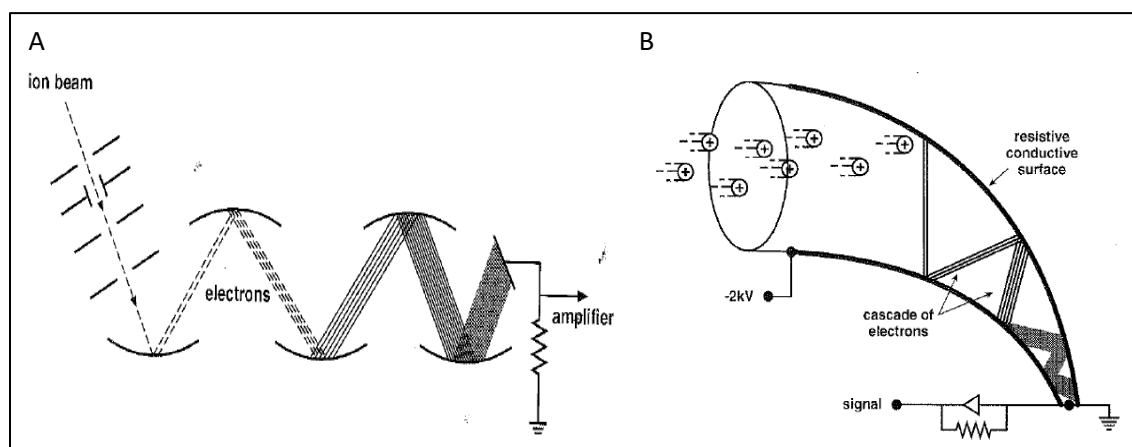 A
ion beam
electrons
amplifier
B
resistive
conductive
surface
-2kV
cascade of
electrons
signal